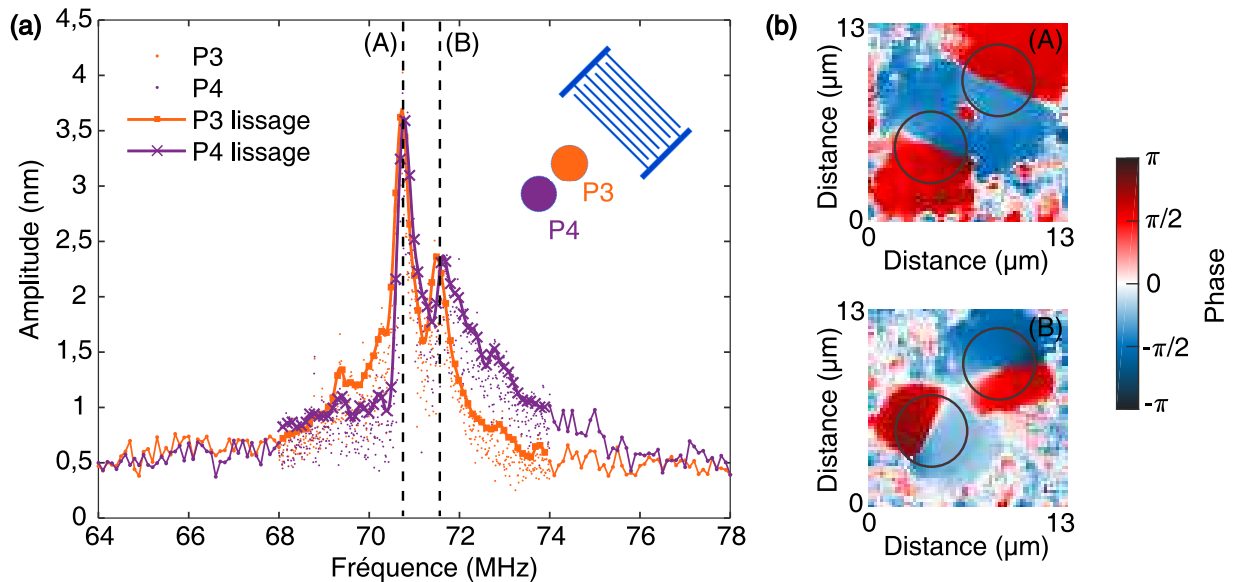 (a)
4,5
4
3,5
3
2,5
2
1,5
1
0,5
0
Amplitude (nm)
P3
P4
P3 lissage
P4 lissage
(A)
(B)
P3
P4
64 66 68 70 72 74 76 78
Fréquence (MHz)
(b)
13
(A)
Distance (µm)
0
0 13
Distance (µm)
13
(B)
Distance (µm)
0
0 13
Distance (µm)
π
π/2
0
-π/2
-π
Phase